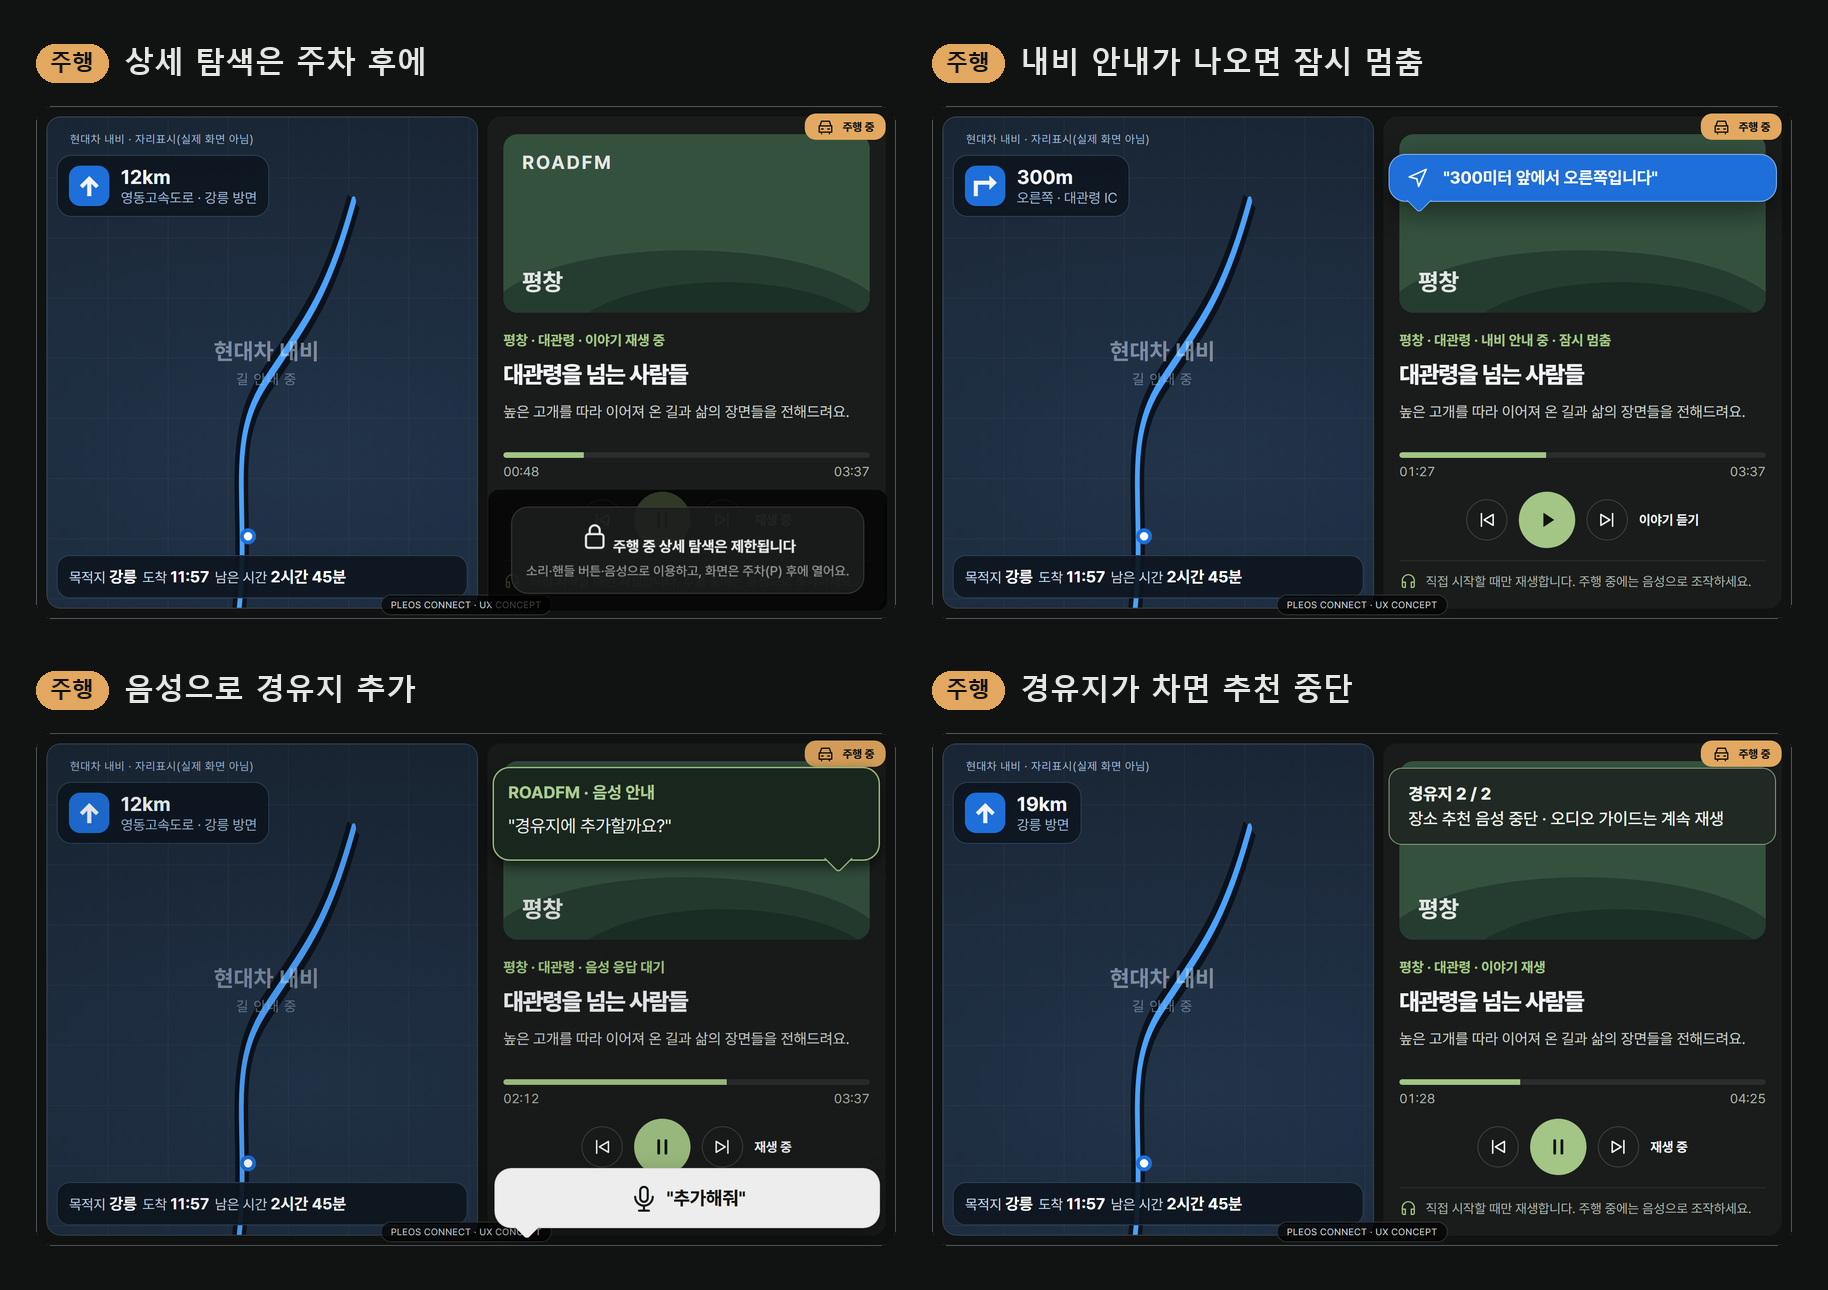 주행 상세 탐색은 주차 후에
현대차 내비 · 자리표시(실제 화면 아님)
12km
영동고속도로 · 강릉 방면
현대차 내비
길 안내 중
목적지 강릉 도착 11:57 남은 시간 2시간 45분
주행 중
ROADFM
평창
평창 · 대관령 · 이야기 재생 중
대관령을 넘는 사람들
높은 고개를 따라 이어져 온 길과 삶의 장면들을 전해드려요.
00:48 03:37
재생 중
주행 중 상세 탐색은 제한됩니다
소리·핸들 버튼·음성으로 이용하고, 화면은 주차(P) 후에 열어요.
PLEOS CONNECT · UX CONCEPT
주행 내비 안내가 나오면 잠시 멈춤
현대차 내비 · 자리표시(실제 화면 아님)
300m
오른쪽 · 대관령 IC
현대차 내비
길 안내 중
목적지 강릉 도착 11:57 남은 시간 2시간 45분
주행 중
"300미터 앞에서 오른쪽입니다"
평창
평창 · 대관령 · 내비 안내 중 · 잠시 멈춤
대관령을 넘는 사람들
높은 고개를 따라 이어져 온 길과 삶의 장면들을 전해드려요.
01:27 03:37
이야기 듣기
직접 시작할 때만 재생합니다. 주행 중에는 음성으로 조작하세요.
PLEOS CONNECT · UX CONCEPT
주행 음성으로 경유지 추가
현대차 내비 · 자리표시(실제 화면 아님)
12km
영동고속도로 · 강릉 방면
현대차 내비
길 안내 중
목적지 강릉 도착 11:57 남은 시간 2시간 45분
주행 중
ROADFM · 음성 안내
"경유지에 추가할까요?"
평창
평창 · 대관령 · 음성 응답 대기
대관령을 넘는 사람들
높은 고개를 따라 이어져 온 길과 삶의 장면들을 전해드려요.
02:12 03:37
재생 중
"추가해줘"
PLEOS CONNECT · UX CONCEPT
주행 경유지가 차면 추천 중단
현대차 내비 · 자리표시(실제 화면 아님)
19km
강릉 방면
현대차 내비
길 안내 중
목적지 강릉 도착 11:57 남은 시간 2시간 45분
주행 중
경유지 2 / 2
장소 추천 음성 중단 · 오디오 가이드는 계속 재생
평창
평창 · 대관령 · 이야기 재생
대관령을 넘는 사람들
높은 고개를 따라 이어져 온 길과 삶의 장면들을 전해드려요.
01:28 04:25
재생 중
직접 시작할 때만 재생합니다. 주행 중에는 음성으로 조작하세요.
PLEOS CONNECT · UX CONCEPT